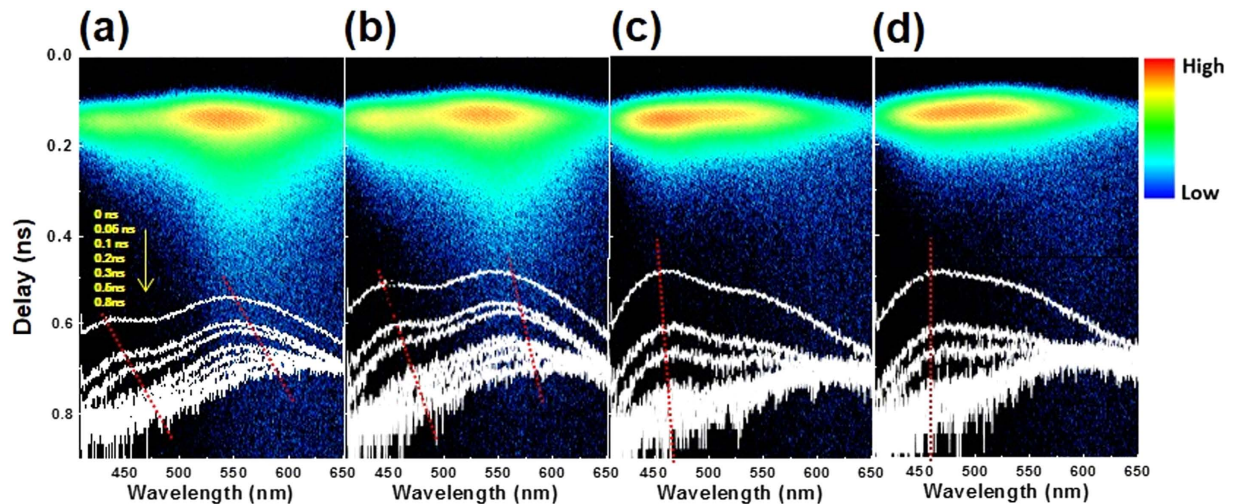 (a) (b) (c) (d)
High
Low
0.0
0.2
0.4
0.6
0.8
Delay (ns)
0 ns
0.05 ns
0.1 ns
0.2ns
0.3ns
0.5ns
0.8ns
450 500 550 600 650 450 500 550 600 650 450 500 550 600 650 450 500 550 600 650
Wavelength (nm) Wavelength (nm) Wavelength (nm) Wavelength (nm)